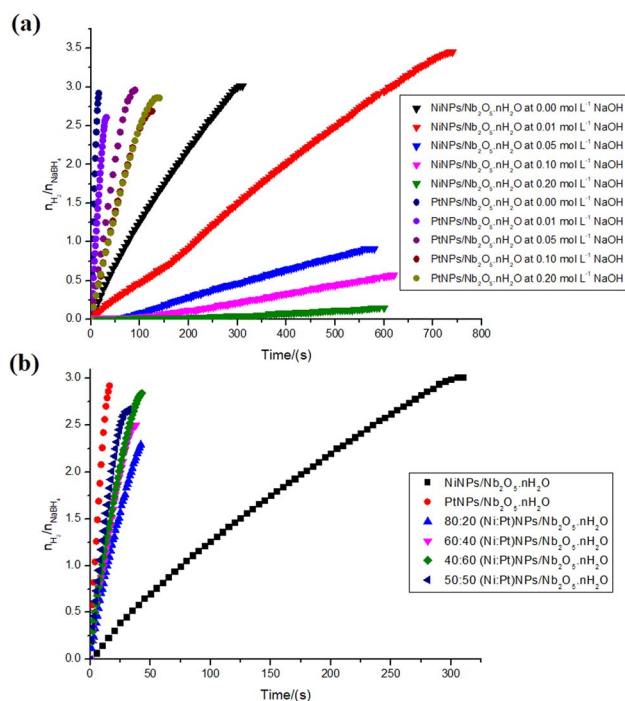 (a)
3.5
3.0
2.5
2.0
1.5
1.0
0.5
0.0
n_H₂/n_NaBH₄
0 100 200 300 400 500 600 700 800
Time/(s)
NiNPs/Nb₂O₅.nH₂O at 0.00 mol L⁻¹ NaOH
NiNPs/Nb₂O₅.nH₂O at 0.01 mol L⁻¹ NaOH
NiNPs/Nb₂O₅.nH₂O at 0.05 mol L⁻¹ NaOH
NiNPs/Nb₂O₅.nH₂O at 0.10 mol L⁻¹ NaOH
NiNPs/Nb₂O₅.nH₂O at 0.20 mol L⁻¹ NaOH
PtNPs/Nb₂O₅.nH₂O at 0.00 mol L⁻¹ NaOH
PtNPs/Nb₂O₅.nH₂O at 0.01 mol L⁻¹ NaOH
PtNPs/Nb₂O₅.nH₂O at 0.05 mol L⁻¹ NaOH
PtNPs/Nb₂O₅.nH₂O at 0.10 mol L⁻¹ NaOH
PtNPs/Nb₂O₅.nH₂O at 0.20 mol L⁻¹ NaOH
(b)
3.0
2.5
2.0
1.5
1.0
0.5
0.0
n_H₂/n_NaBH₄
0 50 100 150 200 250 300
Time/(s)
NiNPs/Nb₂O₅.nH₂O
PtNPs/Nb₂O₅.nH₂O
80:20 (Ni:Pt)NPs/Nb₂O₅.nH₂O
60:40 (Ni:Pt)NPs/Nb₂O₅.nH₂O
40:60 (Ni:Pt)NPs/Nb₂O₅.nH₂O
50:50 (Ni:Pt)NPs/Nb₂O₅.nH₂O